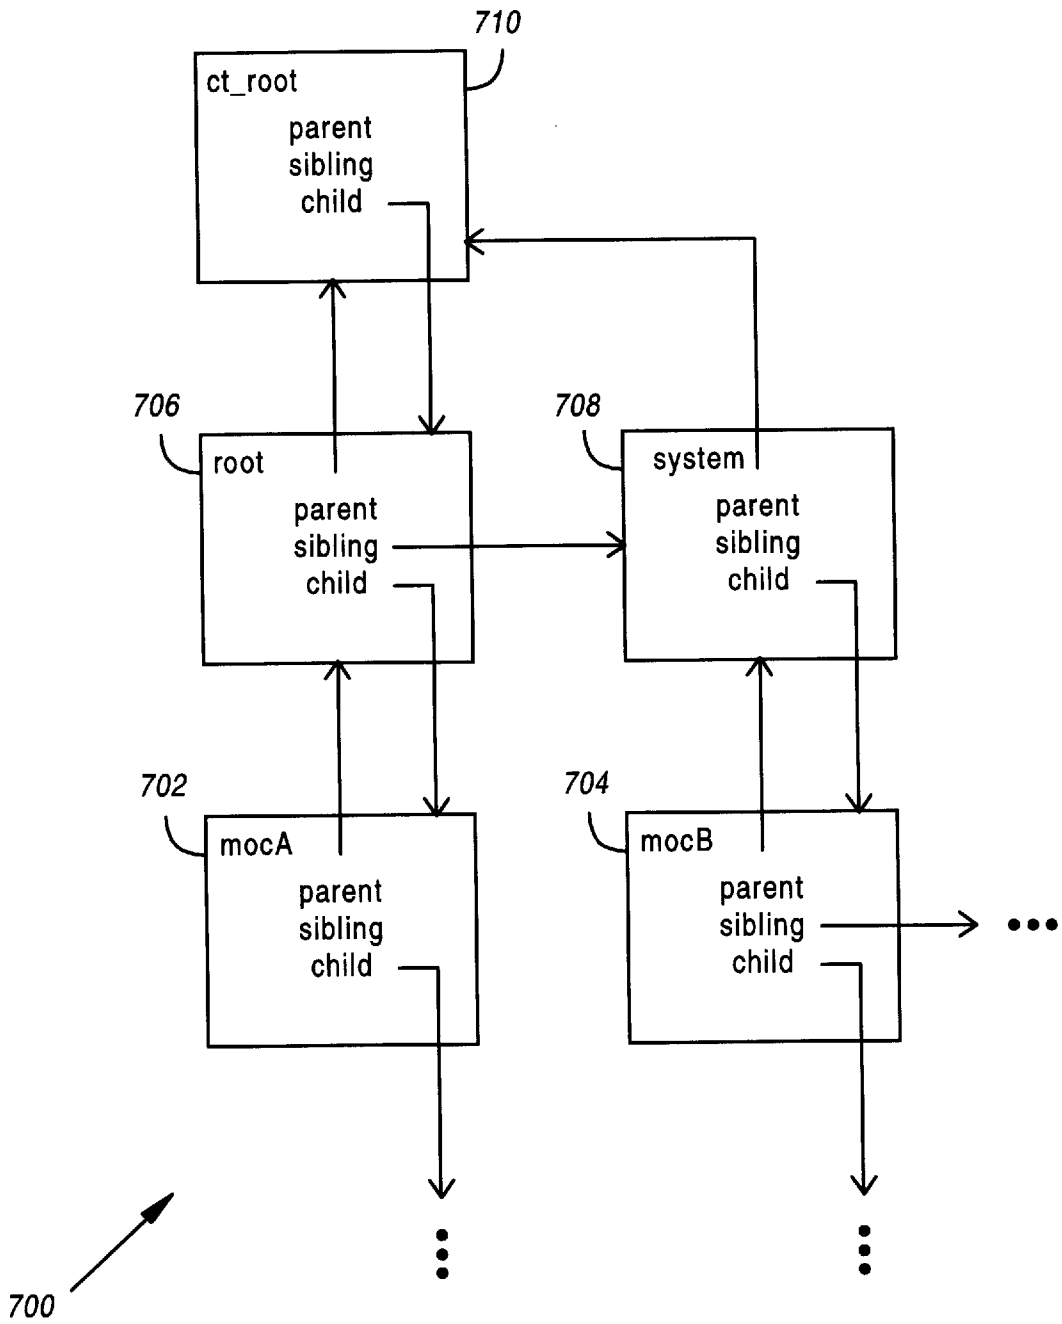 710
ct_root
parent
sibling
child
706
708
root
system
parent
sibling
child
parent
sibling
child
702
704
mocA
mocB
parent
sibling
child
parent
sibling
child
700